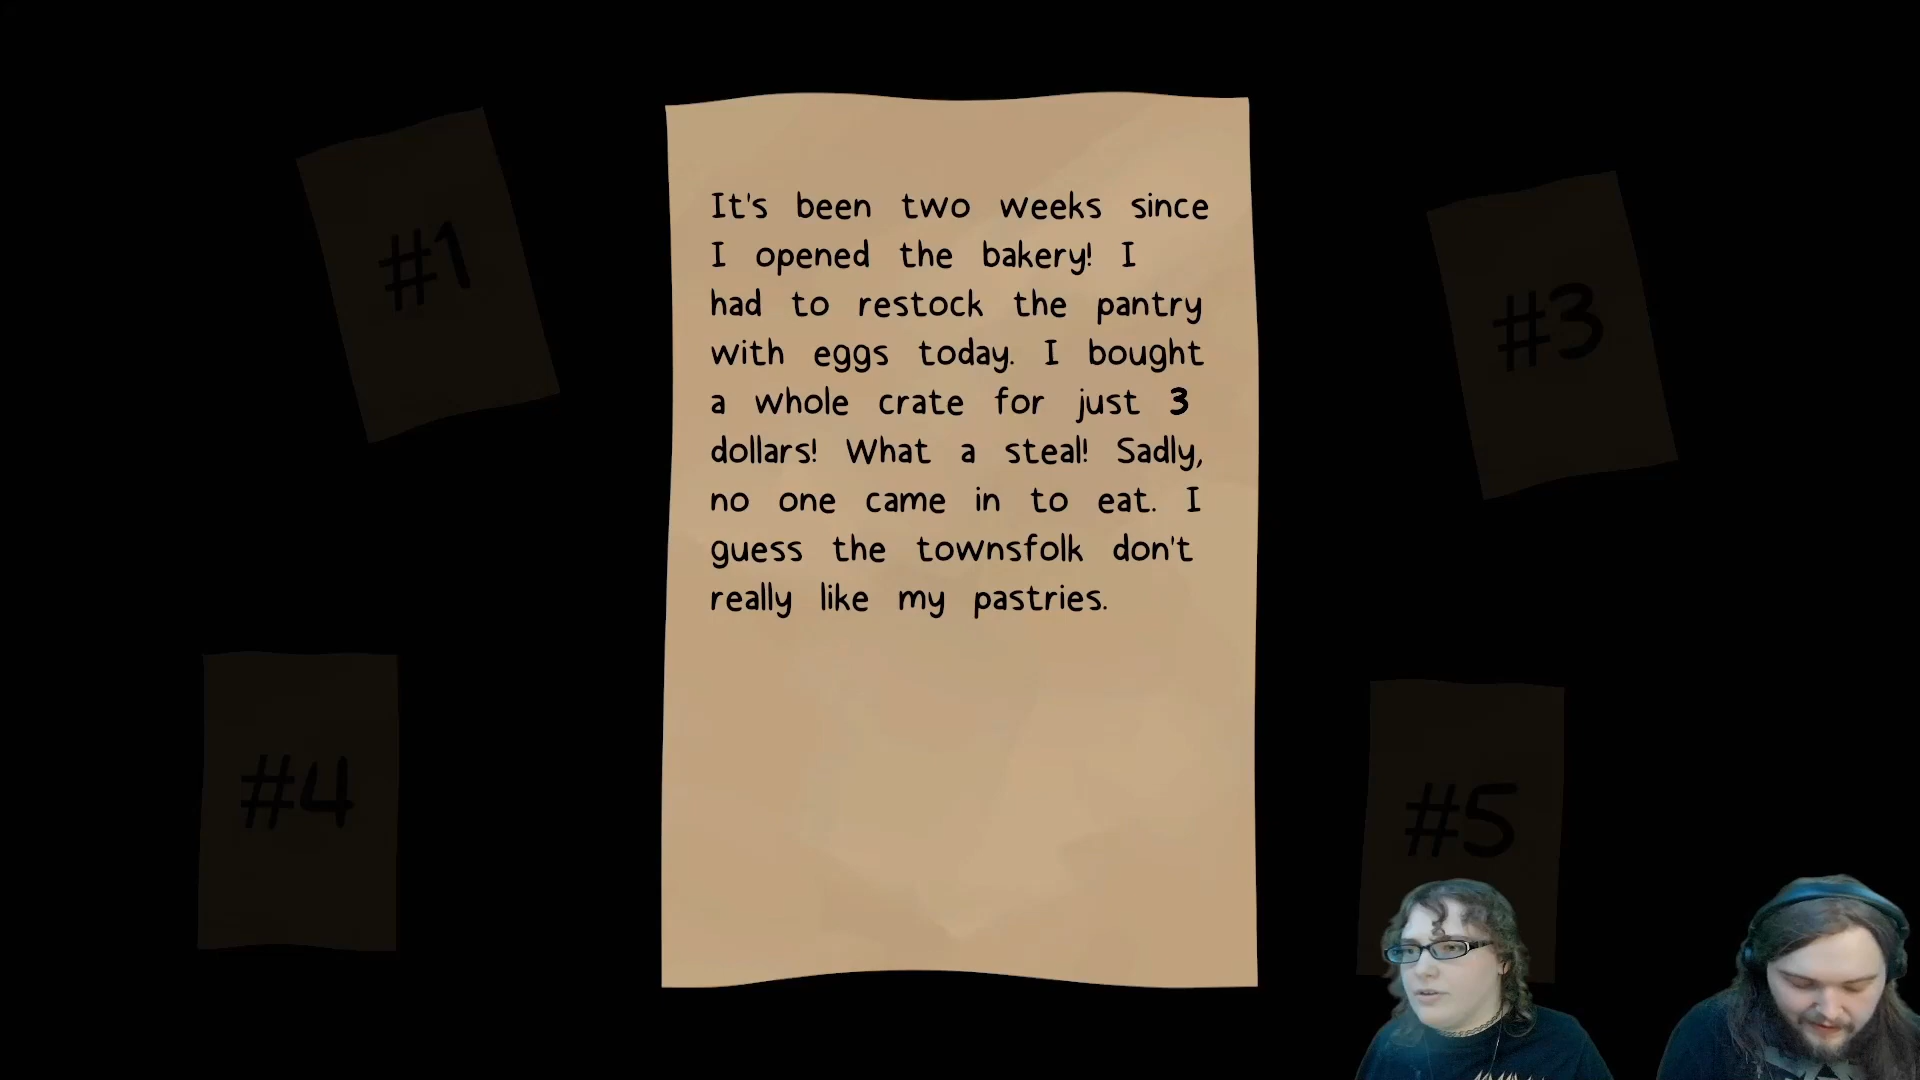 #1
It's been two weeks since
I opened the bakery! I
had to restock the pantry
with eggs today. I bought
a whole crate for just 3
dollars! What a steal! Sadly,
no one came in to eat. I
guess the townsfolk don't
really like my pastries.
#3
#4
#5